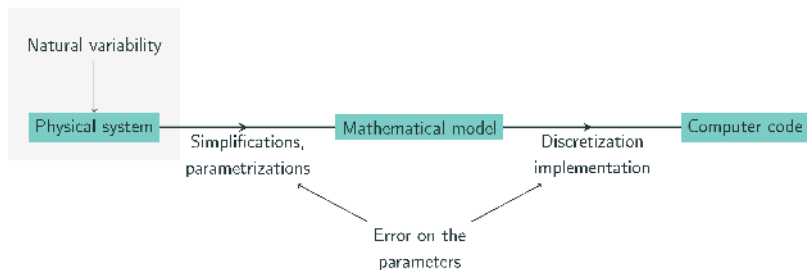 Natural variability
Physical system
Mathematical model
Computer code
Simplifications,
parametrizations
Discretization
implementation
Error on the
parameters